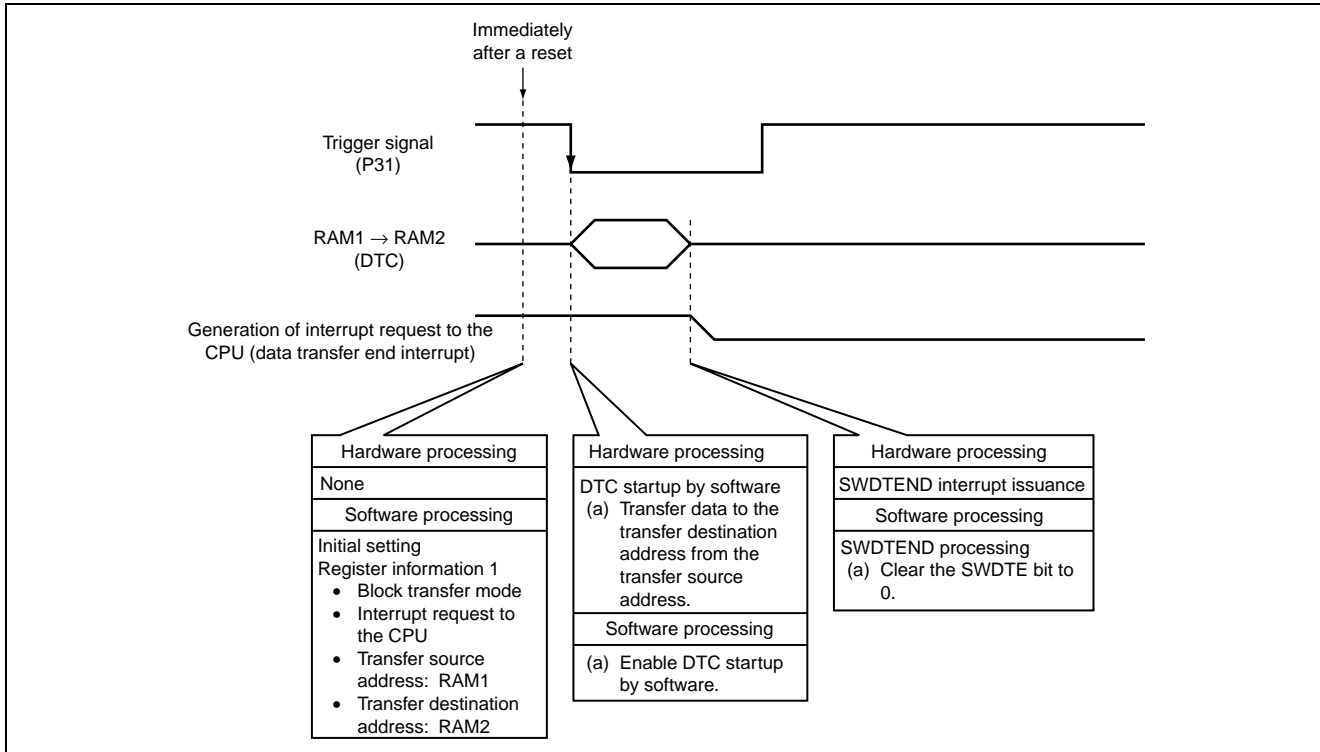 Immediately
after a reset
Trigger signal
(P31)
RAM1 → RAM2
(DTC)
Generation of interrupt request to the
CPU (data transfer end interrupt)
Hardware processing
None
Software processing
Initial setting
Register information 1
• Block transfer mode
• Interrupt request to
the CPU
• Transfer source
address: RAM1
• Transfer destination
address: RAM2
Hardware processing
DTC startup by software
(a) Transfer data to the
transfer destination
address from the
transfer source
address.
Software processing
(a) Enable DTC startup
by software.
Hardware processing
SWDTEND interrupt issuance
Software processing
SWDTEND processing
(a) Clear the SWDTE bit to
0.